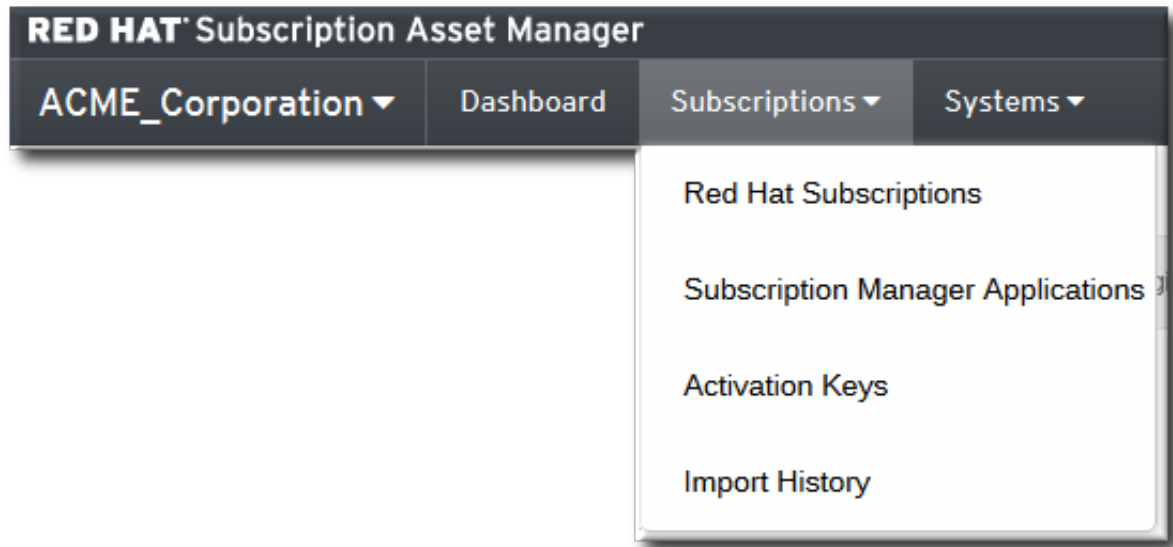 RED HAT® Subscription Asset Manager
ACME_Corporation Dashboard Subscriptions Systems
Red Hat Subscriptions
Subscription Manager Applications
Activation Keys
Import History